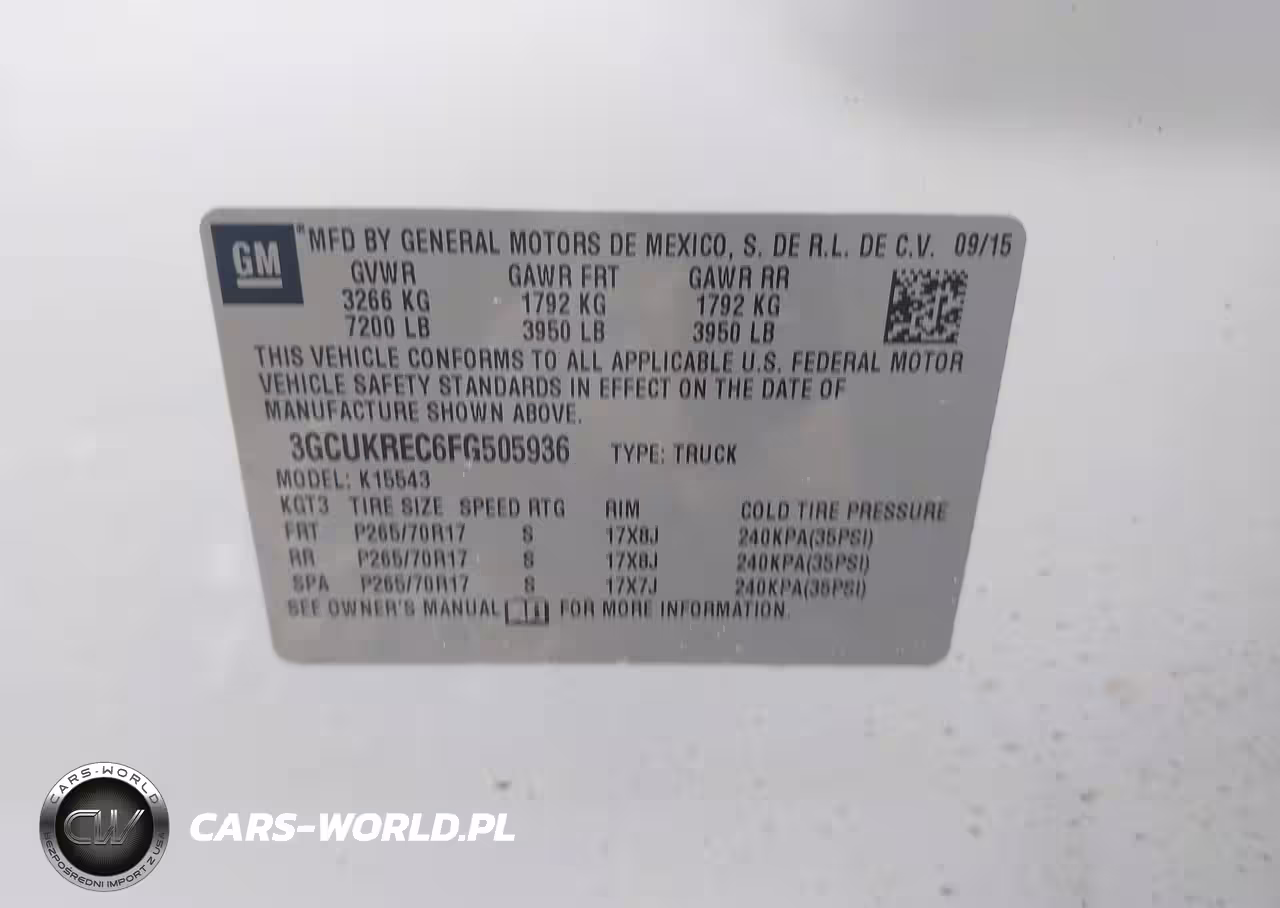 GM
®MFD BY GENERAL MOTORS DE MEXICO, S. DE R.L. DE C.V. 09/15
GVWR GAWR FRT GAWR RR
3266 KG 1792 KG 1792 KG
7200 LB 3950 LB 3950 LB
THIS VEHICLE CONFORMS TO ALL APPLICABLE U.S. FEDERAL MOTOR
VEHICLE SAFETY STANDARDS IN EFFECT ON THE DATE OF
MANUFACTURE SHOWN ABOVE.
3GCUKREC6FG505936 TYPE: TRUCK
MODEL: K15543
KGT3 TIRE SIZE SPEED RTG RIM COLD TIRE PRESSURE
FRT P265/70R17 S 17X8J 240KPA(35PSI)
RR P265/70R17 S 17X8J 240KPA(35PSI)
SPA P265/70R17 S 17X7J 240KPA(35PSI)
SEE OWNER'S MANUAL FOR MORE INFORMATION.
CARS-WORLD
CW
BEZPOŚREDNI IMPORT Z USA
CARS-WORLD.PL